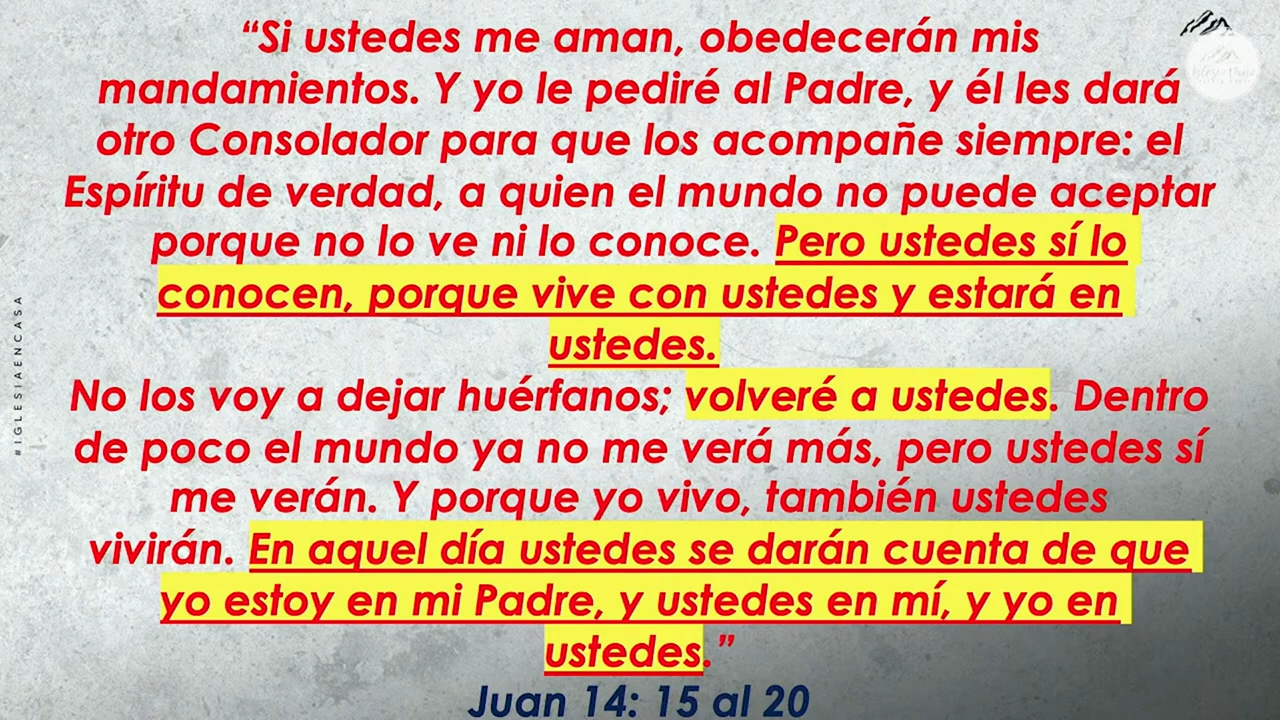 “Si ustedes me aman, obedecerán mis
mandamientos. Y yo le pediré al Padre, y él les dará
otro Consolador para que los acompañe siempre: el
Espíritu de verdad, a quien el mundo no puede aceptar
porque no lo ve ni lo conoce. Pero ustedes sí lo
conocen, porque vive con ustedes y estará en
ustedes.
No los voy a dejar huérfanos; volveré a ustedes. Dentro
de poco el mundo ya no me verá más, pero ustedes sí
me verán. Y porque yo vivo, también ustedes
vivirán. En aquel día ustedes se darán cuenta de que
yo estoy en mi Padre, y ustedes en mí, y yo en
ustedes.”
Juan 14: 15 al 20
#IGLESIAENCASA